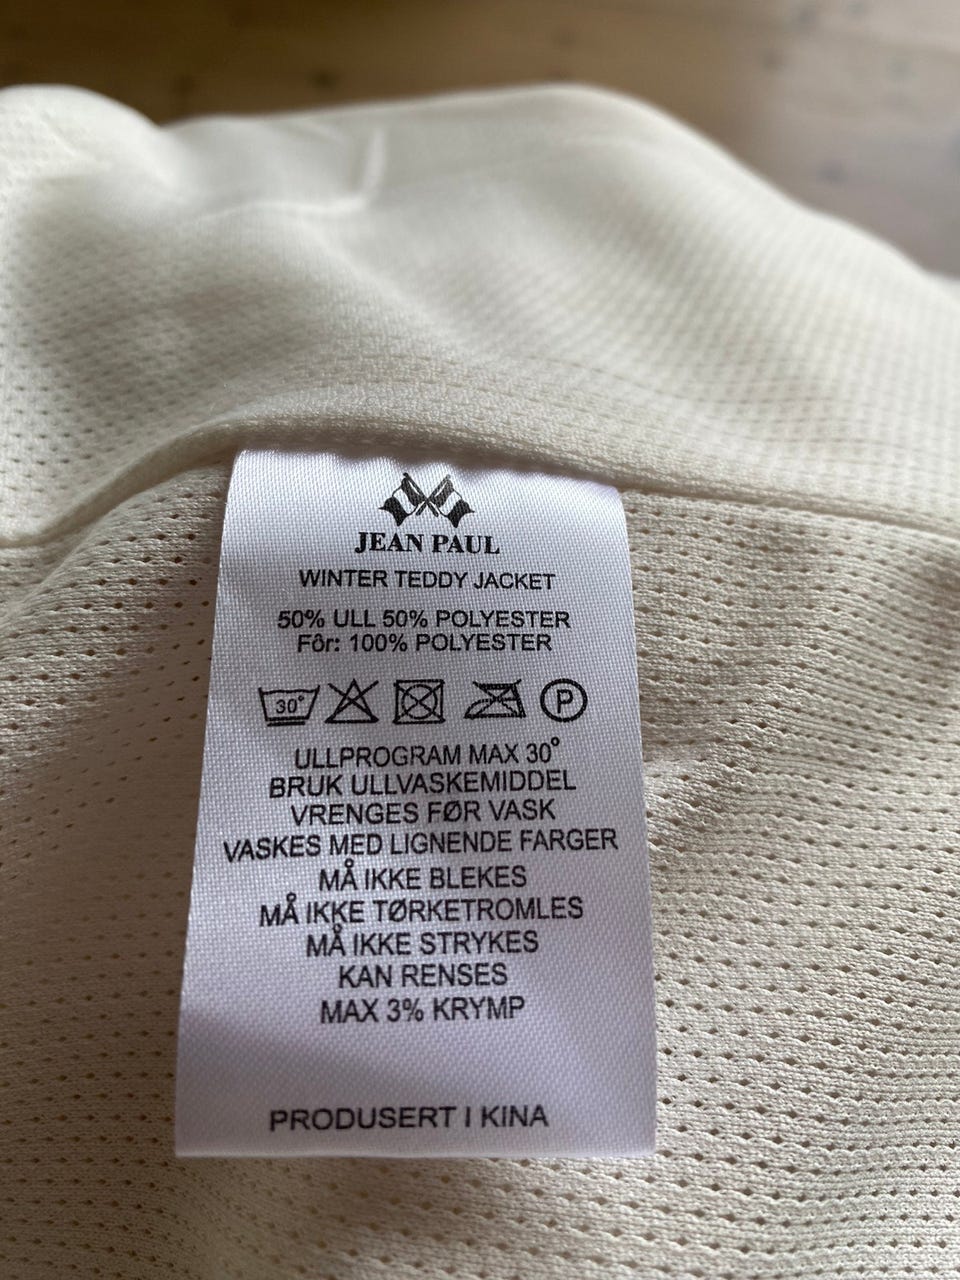 JEAN PAUL
WINTER TEDDY JACKET
50% ULL 50% POLYESTER
Fôr: 100% POLYESTER
30° P
ULLPROGRAM MAX 30°
BRUK ULLVASKEMIDDEL
VRENGES FØR VASK
VASKES MED LIGNENDE FARGER
MÅ IKKE BLEKES
MÅ IKKE TØRKETROMLES
MÅ IKKE STRYKES
KAN RENSES
MAX 3% KRYMP
PRODUSERT I KINA